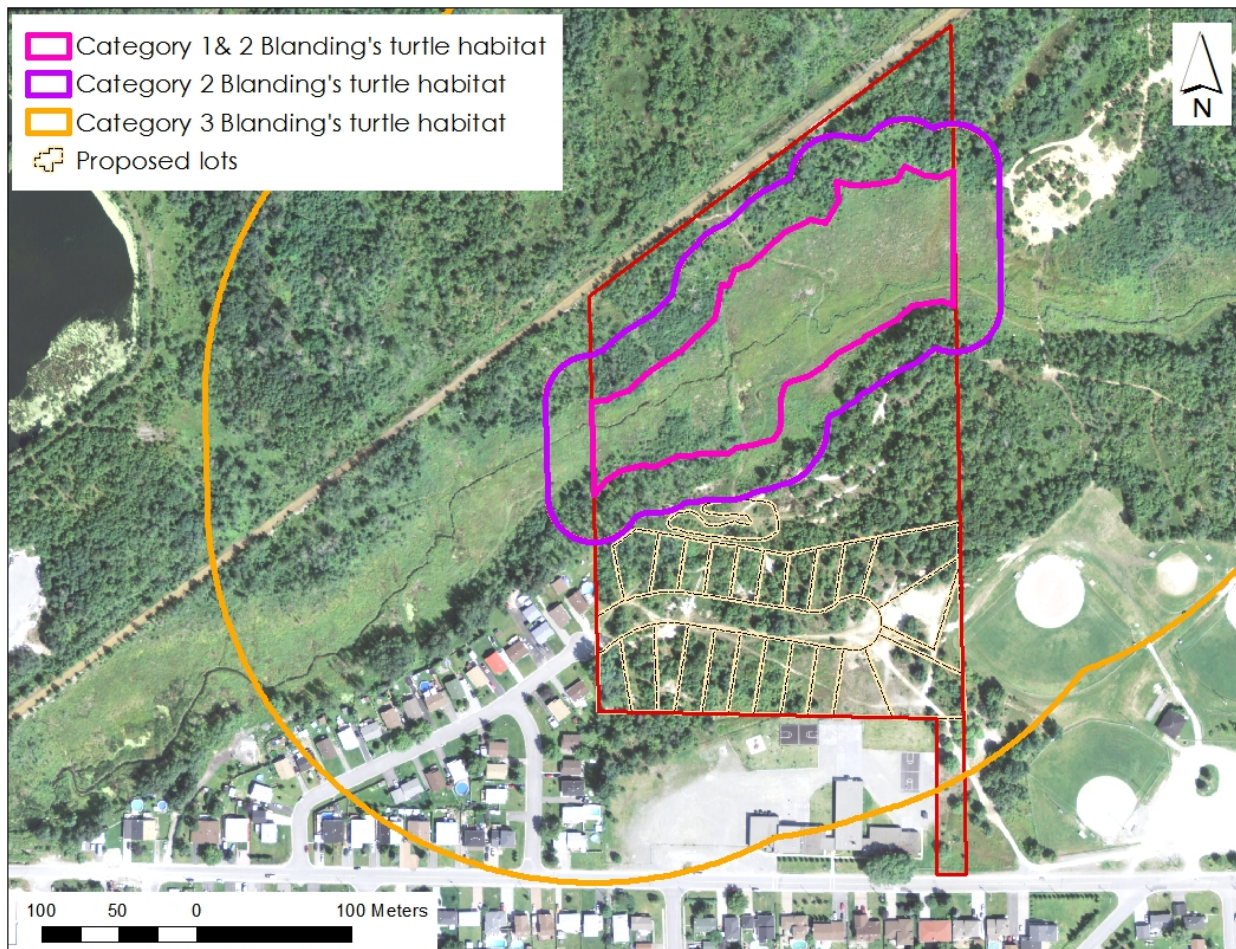 Category 1& 2 Blanding's turtle habitat
Category 2 Blanding's turtle habitat
Category 3 Blanding's turtle habitat
Proposed lots
N
100 50 0 100 Meters